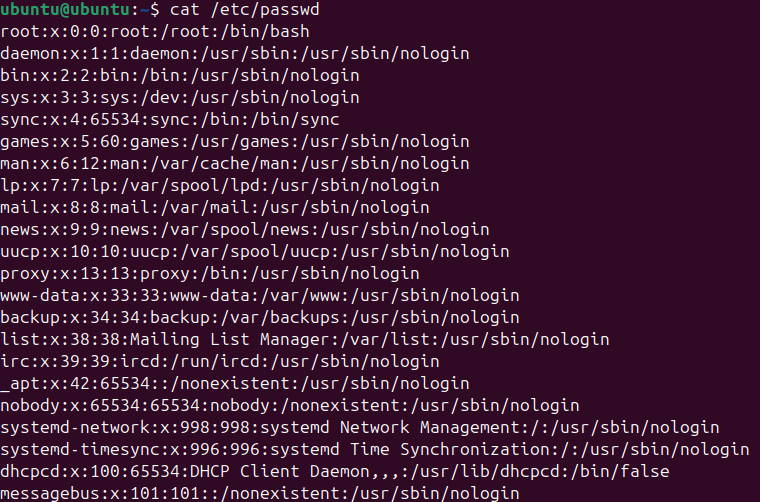 ubuntu@ubuntu:~$ cat /etc/passwd
root:x:0:0:root:/root:/bin/bash
daemon:x:1:1:daemon:/usr/sbin:/usr/sbin/nologin
bin:x:2:2:bin:/bin:/usr/sbin/nologin
sys:x:3:3:sys:/dev:/usr/sbin/nologin
sync:x:4:65534:sync:/bin:/bin/sync
games:x:5:60:games:/usr/games:/usr/sbin/nologin
man:x:6:12:man:/var/cache/man:/usr/sbin/nologin
lp:x:7:7:lp:/var/spool/lpd:/usr/sbin/nologin
mail:x:8:8:mail:/var/mail:/usr/sbin/nologin
news:x:9:9:news:/var/spool/news:/usr/sbin/nologin
uucp:x:10:10:uucp:/var/spool/uucp:/usr/sbin/nologin
proxy:x:13:13:proxy:/bin:/usr/sbin/nologin
www-data:x:33:33:www-data:/var/www:/usr/sbin/nologin
backup:x:34:34:backup:/var/backups:/usr/sbin/nologin
list:x:38:38:Mailing List Manager:/var/list:/usr/sbin/nologin
irc:x:39:39:ircd:/run/ircd:/usr/sbin/nologin
_apt:x:42:65534::/nonexistent:/usr/sbin/nologin
nobody:x:65534:65534:nobody:/nonexistent:/usr/sbin/nologin
systemd-network:x:998:998:systemd Network Management:/:/usr/sbin/nologin
systemd-timesync:x:996:996:systemd Time Synchronization:/:/usr/sbin/nologin
dhcpcd:x:100:65534:DHCP Client Daemon,,,:/usr/lib/dhcpcd:/bin/false
messagebus:x:101:101::/nonexistent:/usr/sbin/nologin